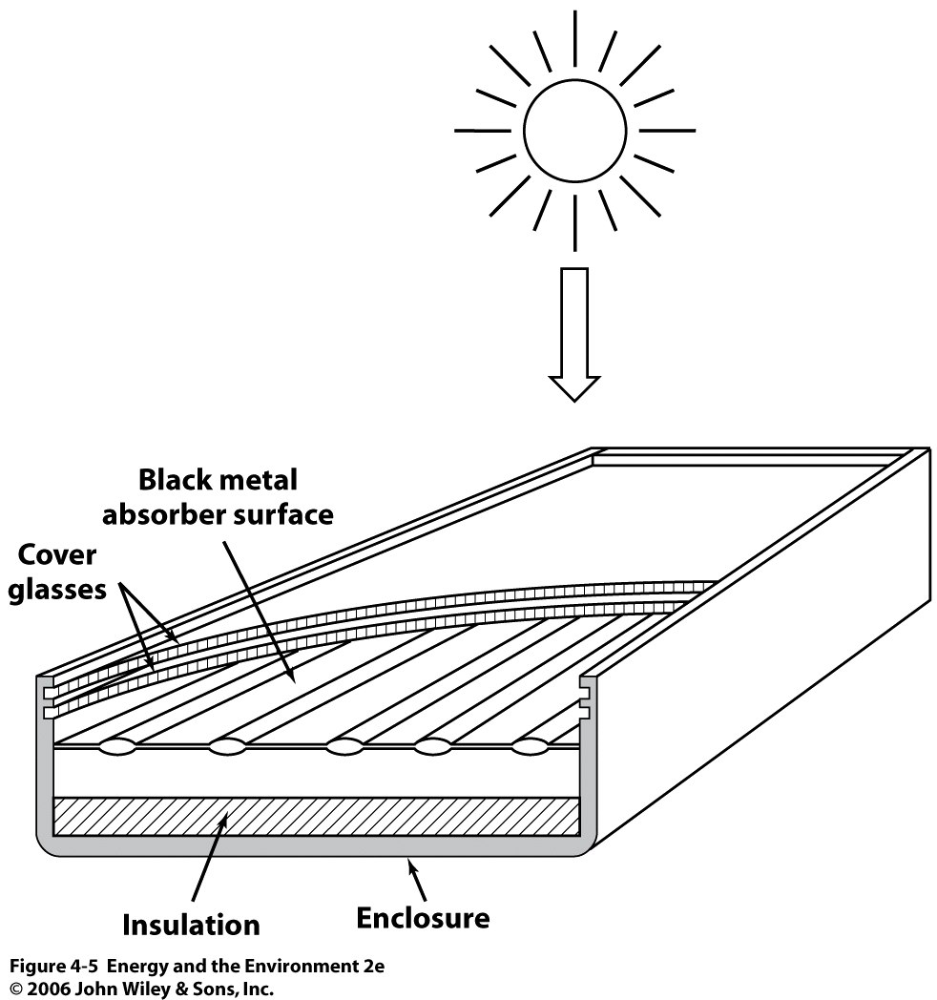 Black metal
absorber surface
Cover
glasses
Insulation
Enclosure
Figure 4-5 Energy and the Environment 2e
© 2006 John Wiley & Sons, Inc.